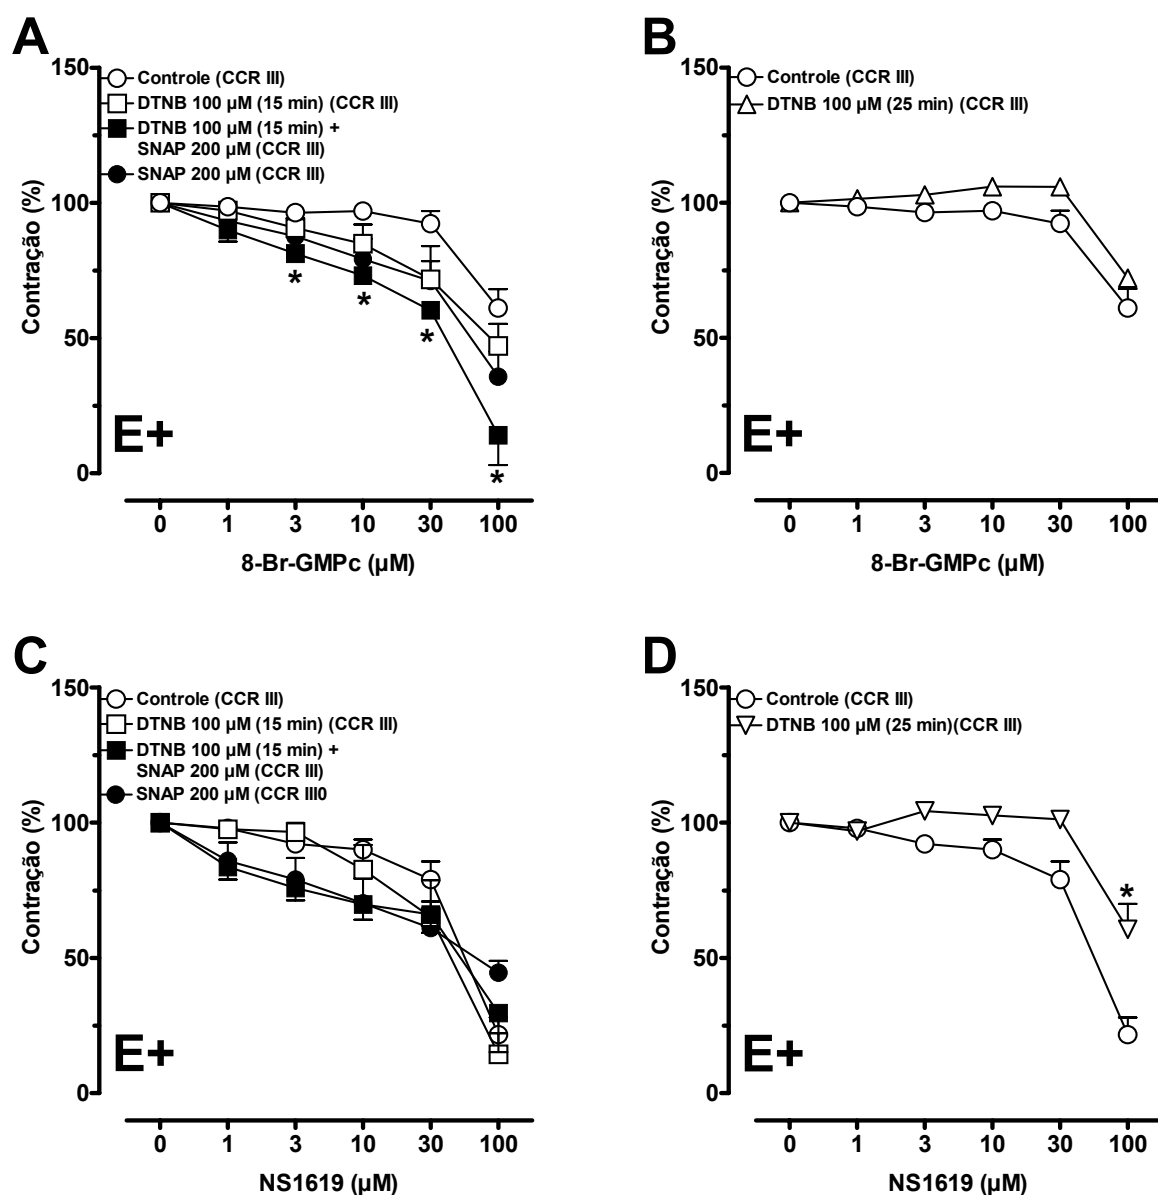 A
150
100
50
0
Contração (%)
Controle (CCR III)
DTNB 100 µM (15 min) (CCR III)
DTNB 100 µM (15 min) +
SNAP 200 µM (CCR III)
SNAP 200 µM (CCR III)
*
*
*
*
E+
0 1 3 10 30 100
8-Br-GMPc (µM)
B
150
100
50
0
Contração (%)
Controle (CCR III)
DTNB 100 µM (25 min) (CCR III)
E+
0 1 3 10 30 100
8-Br-GMPc (µM)
C
150
100
50
0
Contração (%)
Controle (CCR III)
DTNB 100 µM (15 min) (CCR III)
DTNB 100 µM (15 min) +
SNAP 200 µM (CCR III)
SNAP 200 µM (CCR III0
E+
0 1 3 10 30 100
NS1619 (µM)
D
150
100
50
0
Contração (%)
Controle (CCR III)
DTNB 100 µM (25 min)(CCR III)
*
E+
0 1 3 10 30 100
NS1619 (µM)